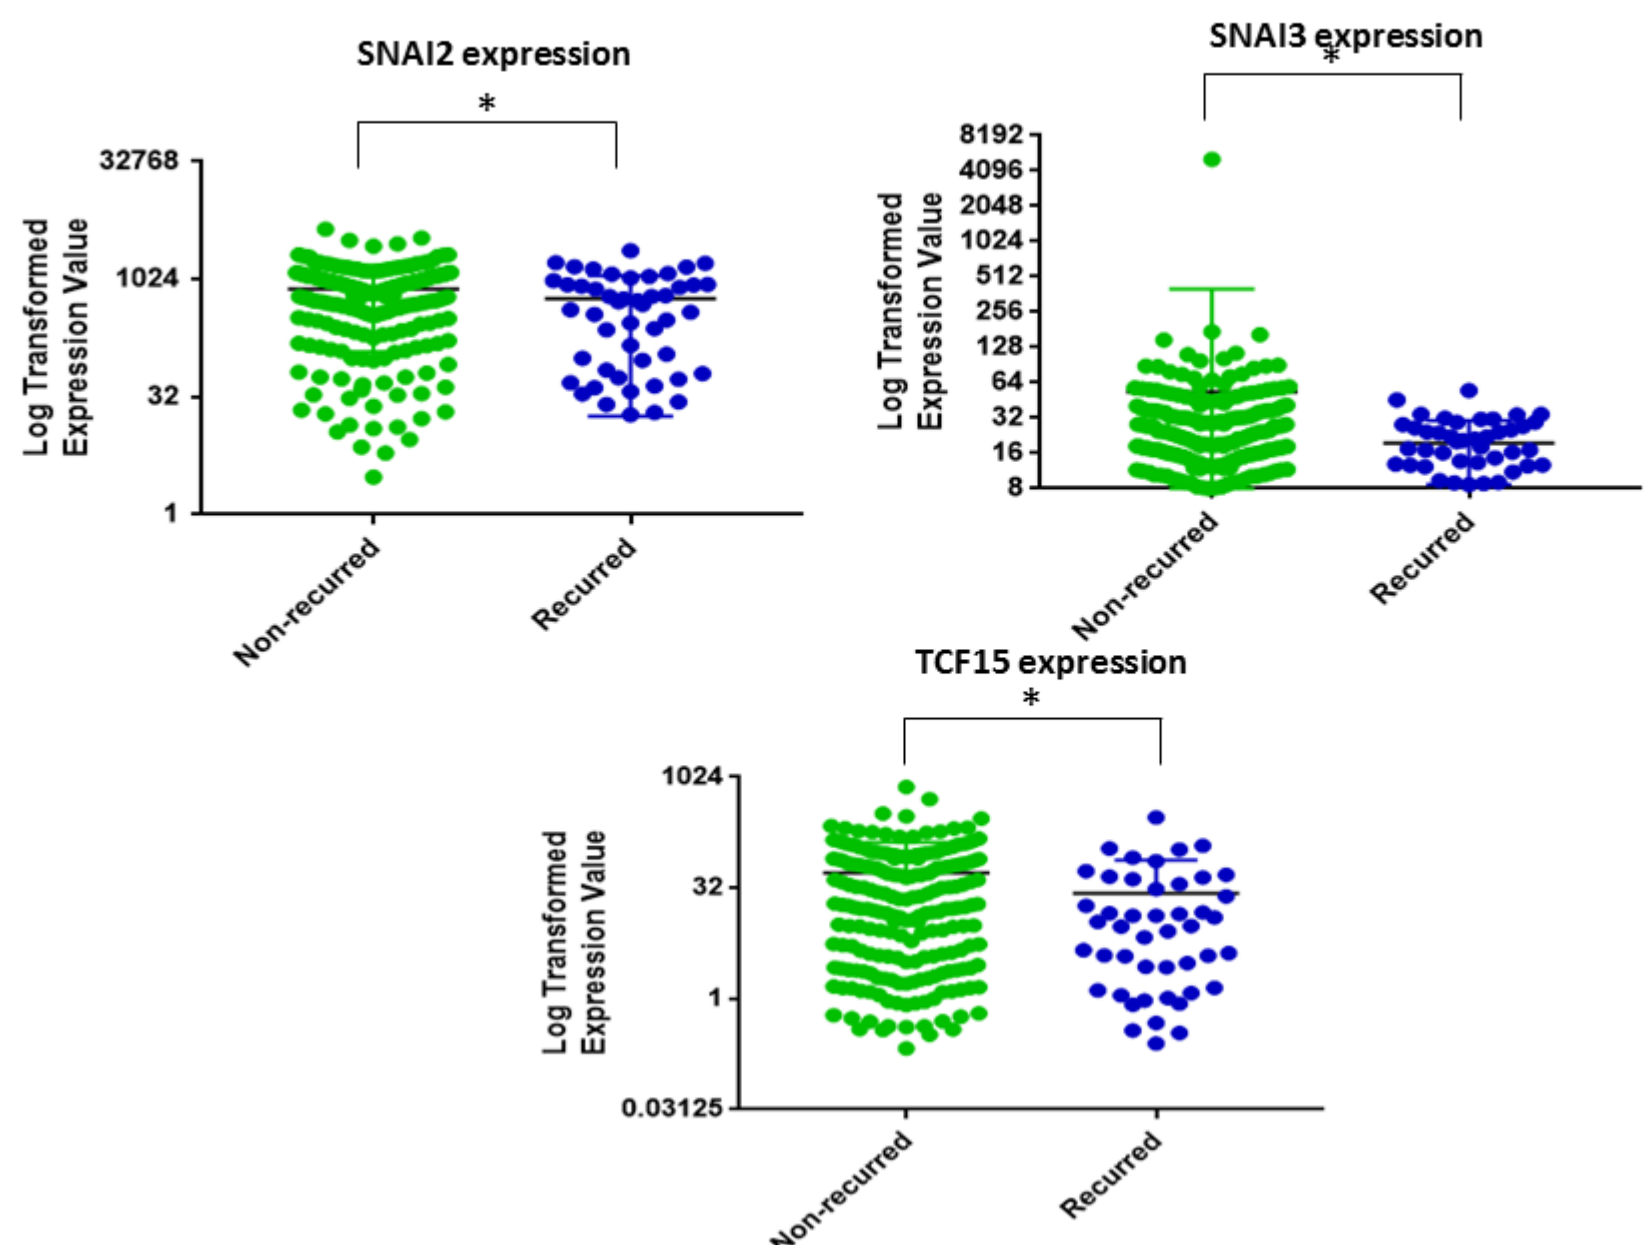 SNAI2 expression
*
Log Transformed
Expression Value
32768
1024
32
1
Non-recurred
Recurred
SNAI3 expression
*
Log Transformed
Expression Value
8192
4096
2048
1024
512
256
128
64
32
16
8
Non-recurred
Recurred
TCF15 expression
*
Log Transformed
Expression Value
1024
32
1
0.03125
Non-recurred
Recurred